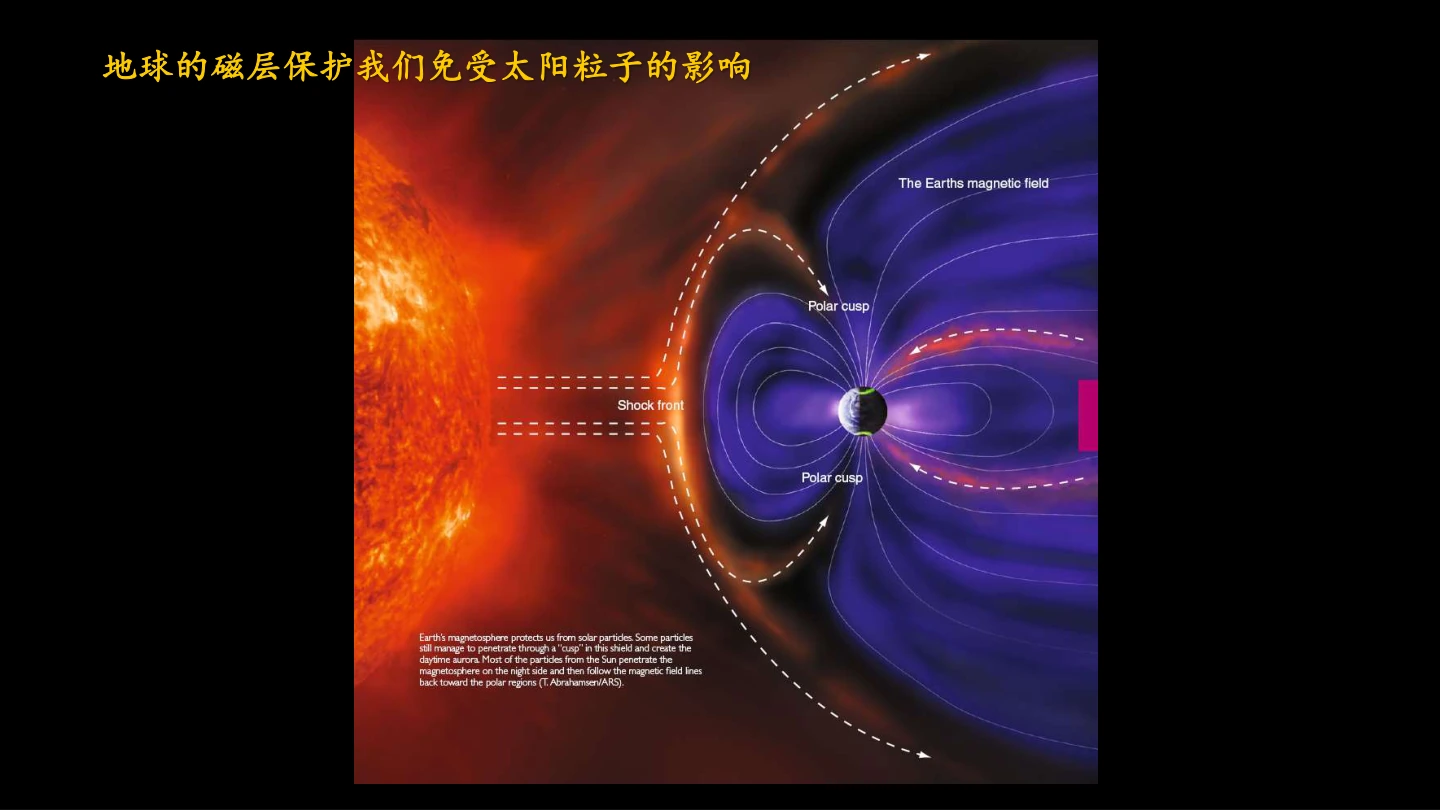 地球的磁层保护我们免受太阳粒子的影响
The Earths magnetic field
Polar cusp
Shock front
Polar cusp
Earth's magnetosphere protects us from solar particles. Some particles
still manage to penetrate through a "cusp" in this shield and create the
daytime aurora. Most of the particles from the Sun penetrate the
magnetosphere on the night side and then follow the magnetic field lines
back toward the polar regions (T. Abrahamsen/ARS).